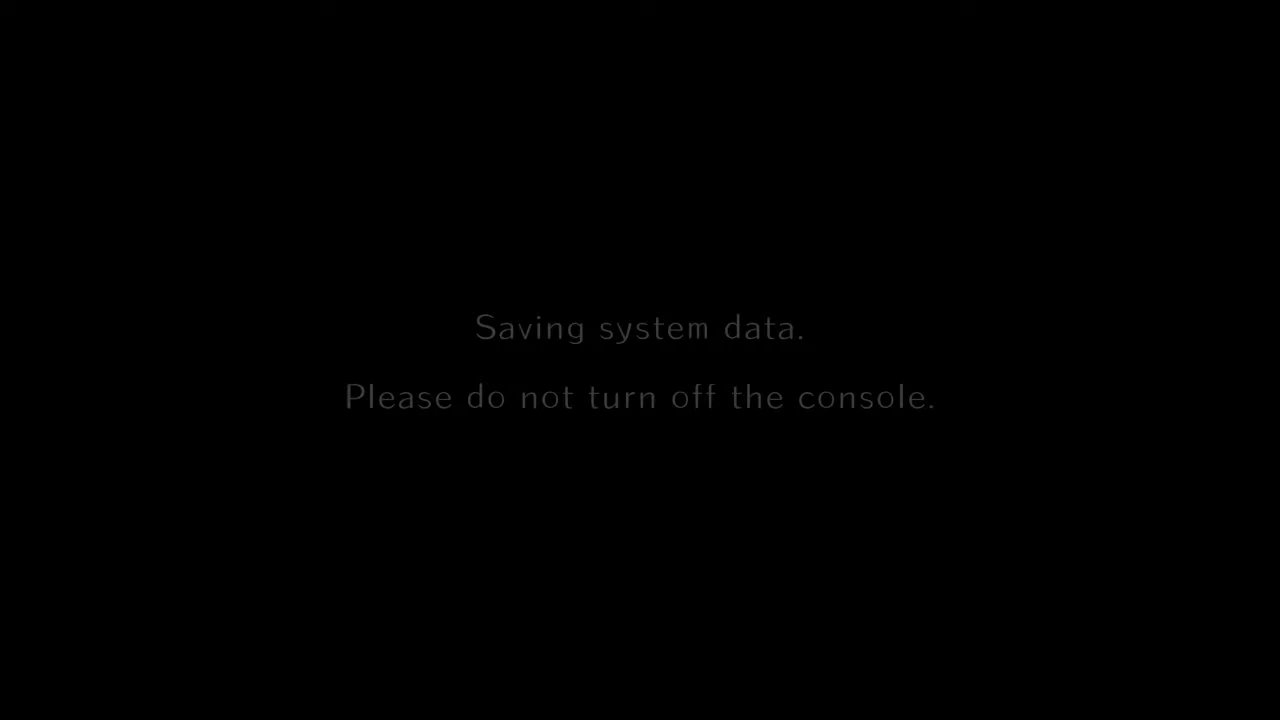 Saving system data.
Please do not turn off the console.